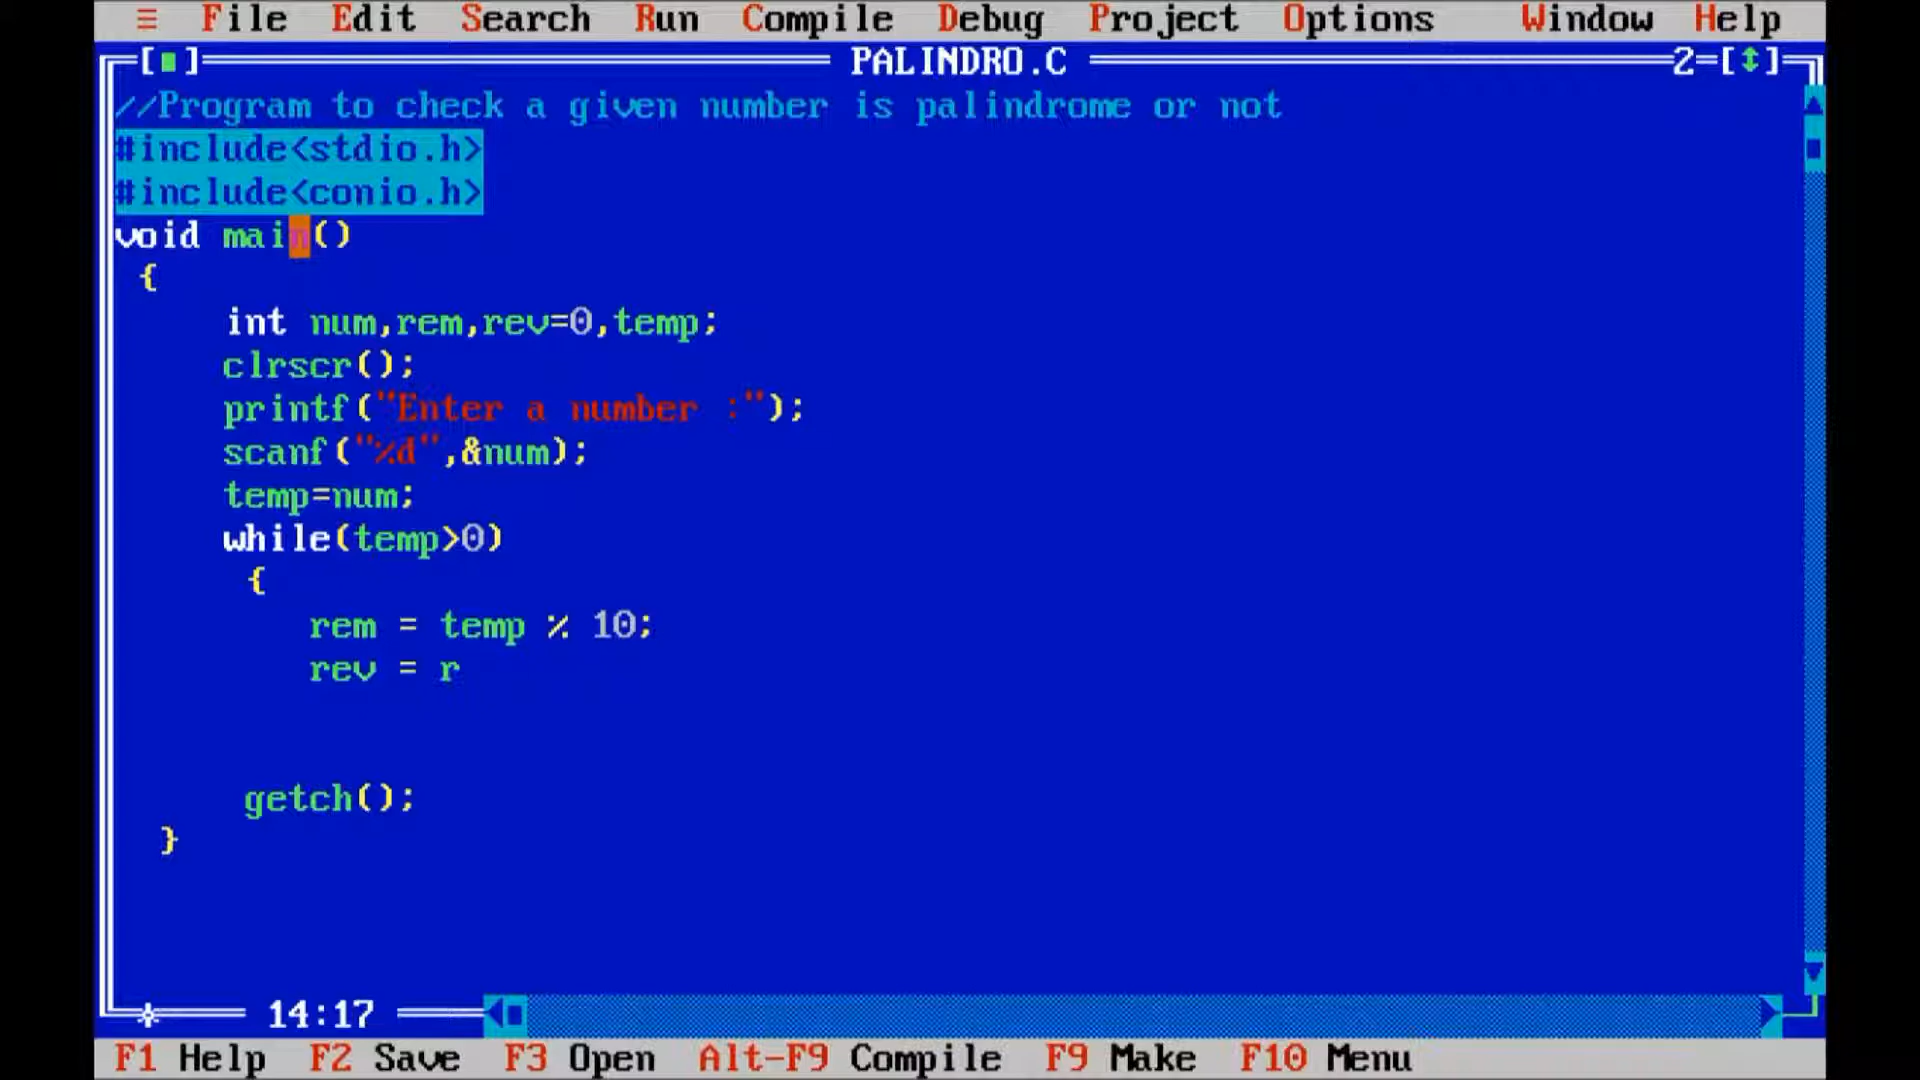 ≡ File Edit Search Run Compile Debug Project Options Window Help
[■] PALINDRO.C 2=[↕]
//Program to check a given number is palindrome or not
#include<stdio.h>
#include<conio.h>
void main()
{
int num,rem,rev=0,temp;
clrscr();
printf("Enter a number :");
scanf("%d",&num);
temp=num;
while(temp>0)
{
rem = temp % 10;
rev = r
getch();
}
* 14:17
F1 Help F2 Save F3 Open Alt-F9 Compile F9 Make F10 Menu